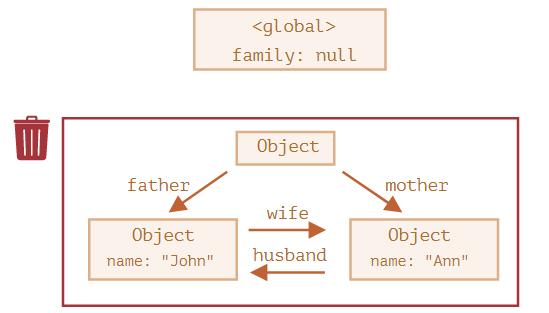 <global>
family: null
Object
father
mother
wife
Object
name: "John"
husband
Object
name: "Ann"